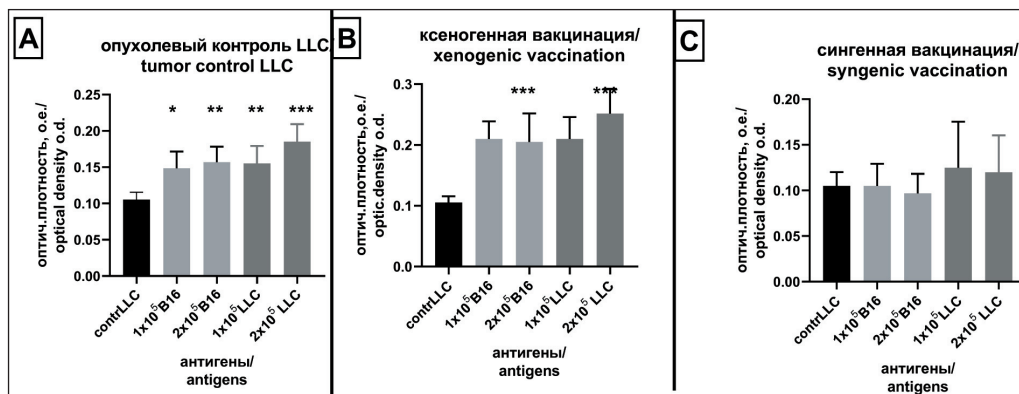 A
опухолевый контроль LLC/
tumor control LLC
оптич.плотность, о.е./
optical density o.d.
0.25
0.20
0.15
0.10
0.05
0.00
* ** ** ***
contrLLC
1x10⁵B16
2x10⁵B16
1x10⁵LLC
2x10⁵LLC
антигены/
antigens
B
ксеногенная вакцинация/
xenogenic vaccination
оптич.плотность,о.е./
optic.density o.d.
0.3
0.2
0.1
0.0
*** ***
contrLLC
1x10⁵B16
2x10⁵B16
1x10⁵LLC
2x10⁵ LLC
антигены/
antigens
C
сингенная вакцинация/
syngenic vaccination
оптич.плотность, о.е./
optical density o.d.
0.20
0.15
0.10
0.05
0.00
contrLLC
1x10⁵B16
2x10⁵B16
1x10⁵LLC
2x10⁵ LLC
антигены/
antigens